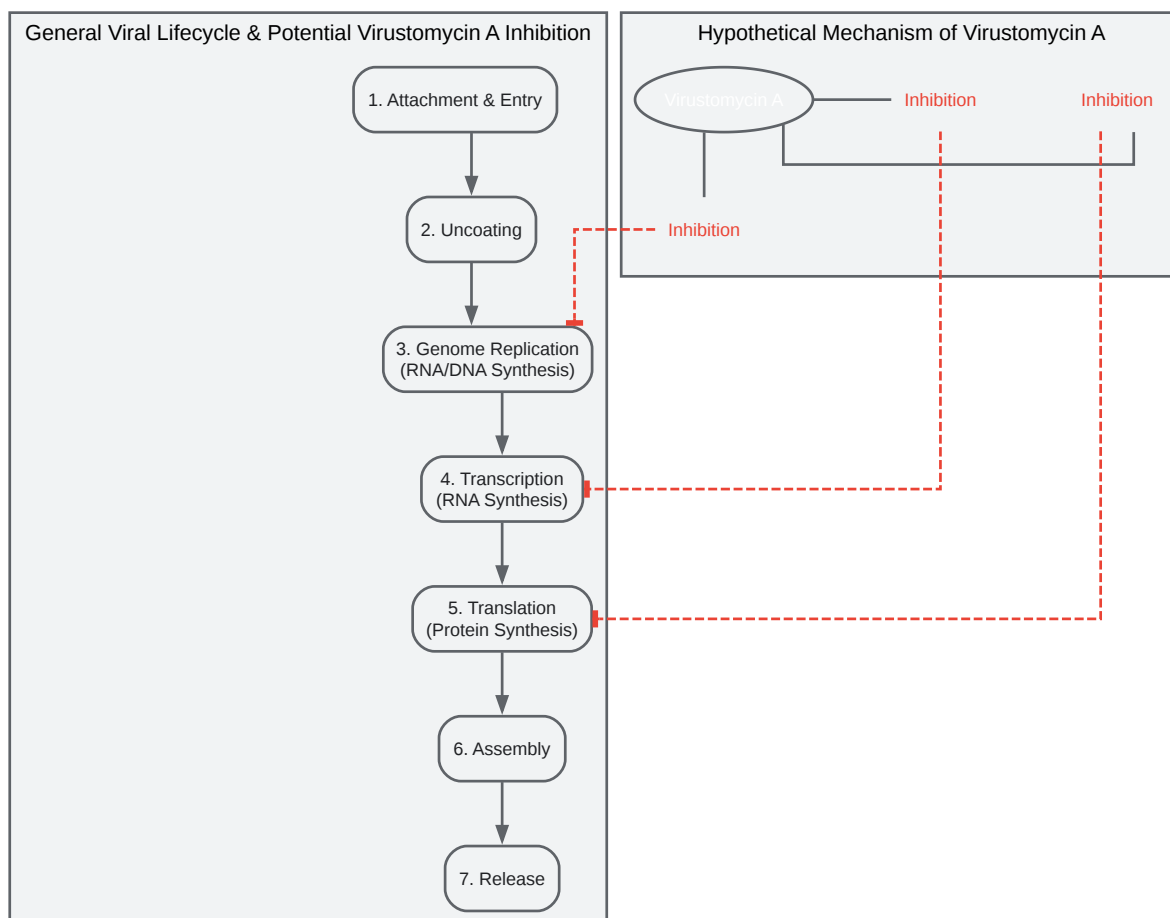 General Viral Lifecycle & Potential Virustomycin A Inhibition
1. Attachment & Entry
2. Uncoating
3. Genome Replication
(RNA/DNA Synthesis)
4. Transcription
(RNA Synthesis)
5. Translation
(Protein Synthesis)
6. Assembly
7. Release
Hypothetical Mechanism of Virustomycin A
Virustomycin A
Inhibition
Inhibition
Inhibition